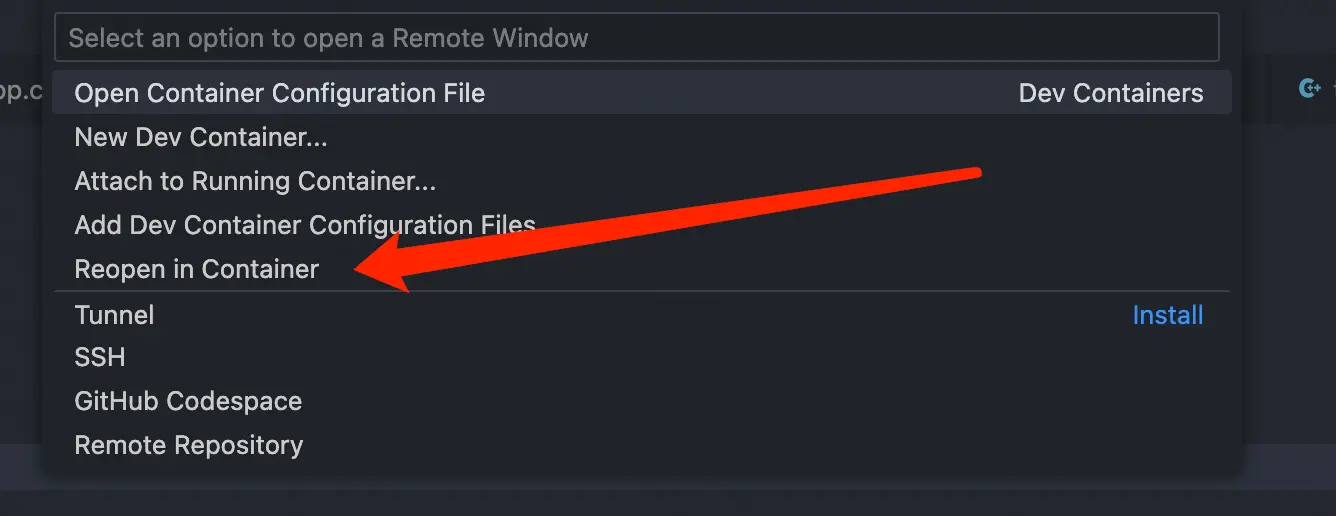 Select an option to open a Remote Window
Open Container Configuration File Dev Containers
New Dev Container...
Attach to Running Container...
Add Dev Container Configuration Files
Reopen in Container
Tunnel Install
SSH
GitHub Codespace
Remote Repository